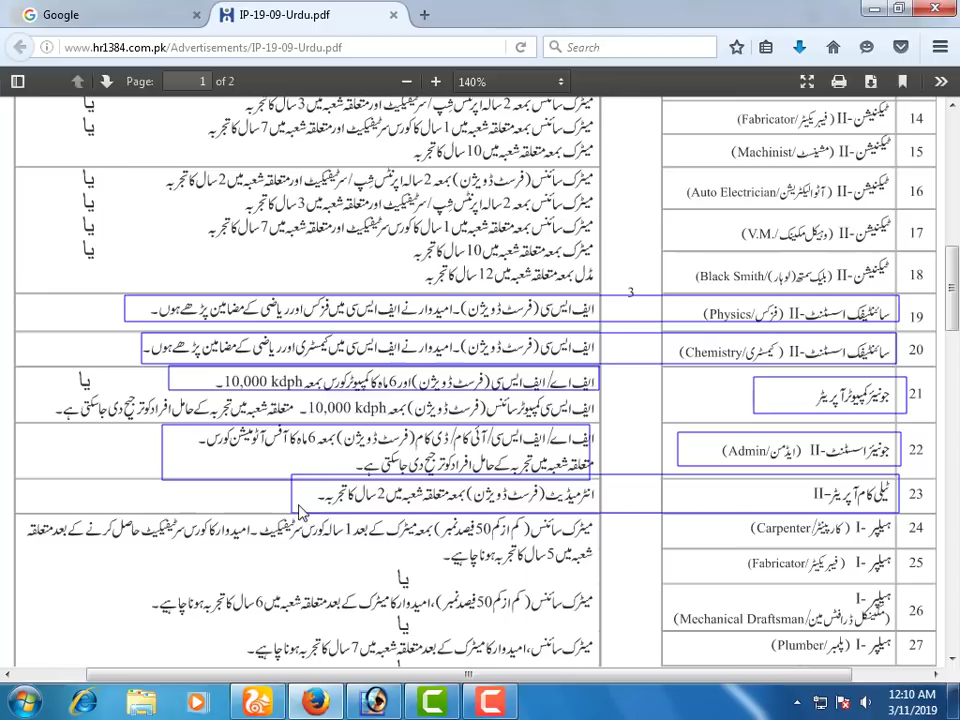 Google
IP-19-09-Urdu.pdf
www.hr1384.com.pk/Advertisements/IP-19-09-Urdu.pdf
Search
Page: 1 of 2
140%
میٹرک سائنس بمعہ 2 سالہ اپرنٹس شپ / سرٹیفیکیٹ اور متعلقہ شعبہ میں 3 سال کا تجربہ یا
14 ٹیکنیشن-II (فیبریکیٹر/Fabricator)
میٹرک سائنس بمعہ متعلقہ شعبہ میں 1 سال کا کورس سرٹیفیکیٹ اور متعلقہ شعبہ میں 7 سال کا تجربہ یا
15 ٹیکنیشن-II (مشینسٹ/Machinist)
میٹرک بمعہ متعلقہ شعبہ میں 10 سال کا تجربہ
16 ٹیکنیشن-II (آٹو الیکٹریشن/Auto Electrician)
میٹرک سائنس (فرسٹ ڈویژن) بمعہ 2 سالہ اپرنٹس شپ / سرٹیفیکیٹ اور متعلقہ شعبہ میں 2 سال کا تجربہ یا
میٹرک سائنس بمعہ 2 سالہ اپرنٹس شپ / سرٹیفیکیٹ اور متعلقہ شعبہ میں 3 سال کا تجربہ یا
17 ٹیکنیشن-II (وہیکل مکینک/V.M.)
میٹرک سائنس بمعہ متعلقہ شعبہ میں 1 سال کا کورس سرٹیفیکیٹ اور متعلقہ شعبہ میں 7 سال کا تجربہ یا
میٹرک بمعہ متعلقہ شعبہ میں 10 سال کا تجربہ یا
18 ٹیکنیشن-II (بلیک سمتھ (لوہار)/Black Smith)
مڈل بمعہ متعلقہ شعبہ میں 12 سال کا تجربہ
3
19 سائنٹیفک اسسٹنٹ-II (فزکس/Physics)
ایف ایس سی (فرسٹ ڈویژن)۔ امیدوار نے ایف ایس سی میں فزکس اور ریاضی کے مضامین پڑھے ہوں۔
20 سائنٹیفک اسسٹنٹ-II (کیمسٹری/Chemistry)
ایف ایس سی (فرسٹ ڈویژن)۔ امیدوار نے ایف ایس سی میں کیمسٹری اور ریاضی کے مضامین پڑھے ہوں۔
21 جونیئر کمپیوٹر آپریٹر
ایف اے/ ایف ایس سی (فرسٹ ڈویژن) اور 6 ماہ کا کمپیوٹر کورس بمعہ 10,000 kdph۔ یا
ایف ایس سی کمپیوٹر سائنس (فرسٹ ڈویژن) بمعہ 10,000 kdph۔ متعلقہ شعبہ میں تجربہ کے حامل افراد کو ترجیح دی جاسکتی ہے۔
22 جونیئر اسسٹنٹ-II (ایڈمن/Admin)
ایف اے/ ایف ایس سی/ آئی کام/ ڈی کام (فرسٹ ڈویژن) بمعہ 6 ماہ کا آفس آٹومیشن کورس۔
متعلقہ شعبہ میں تجربہ کے حامل افراد کو ترجیح دی جاسکتی ہے۔
23 ٹیلی کام آپریٹر-II
انٹرمیڈیٹ (فرسٹ ڈویژن) بمعہ متعلقہ شعبہ میں 2 سال کا تجربہ۔
24 ہیلپر -I (کارپینٹر/Carpenter)
میٹرک سائنس (کم از کم 50 فیصد نمبر) بمعہ میٹرک کے بعد 1 سالہ کورس سرٹیفیکیٹ۔ امیدوار کا کورس سرٹیفیکیٹ حاصل کرنے کے بعد متعلقہ
شعبہ میں 5 سال کا تجربہ ہونا چاہیے۔
25 ہیلپر -I (فیبریکیٹر/Fabricator)
یا
26 ہیلپر -I (مکینیکل ڈرافٹس مین/Mechanical Draftsman)
میٹرک سائنس (کم از کم 50 فیصد نمبر)، امیدوار کا میٹرک کے بعد متعلقہ شعبہ میں 6 سال کا تجربہ ہونا چاہیے۔
یا
27 ہیلپر -I (پلمبر/Plumber)
میٹرک سائنس، امیدوار کا میٹرک کے بعد متعلقہ شعبہ میں 7 سال کا تجربہ ہونا چاہیے۔
12:10 AM
3/11/2019